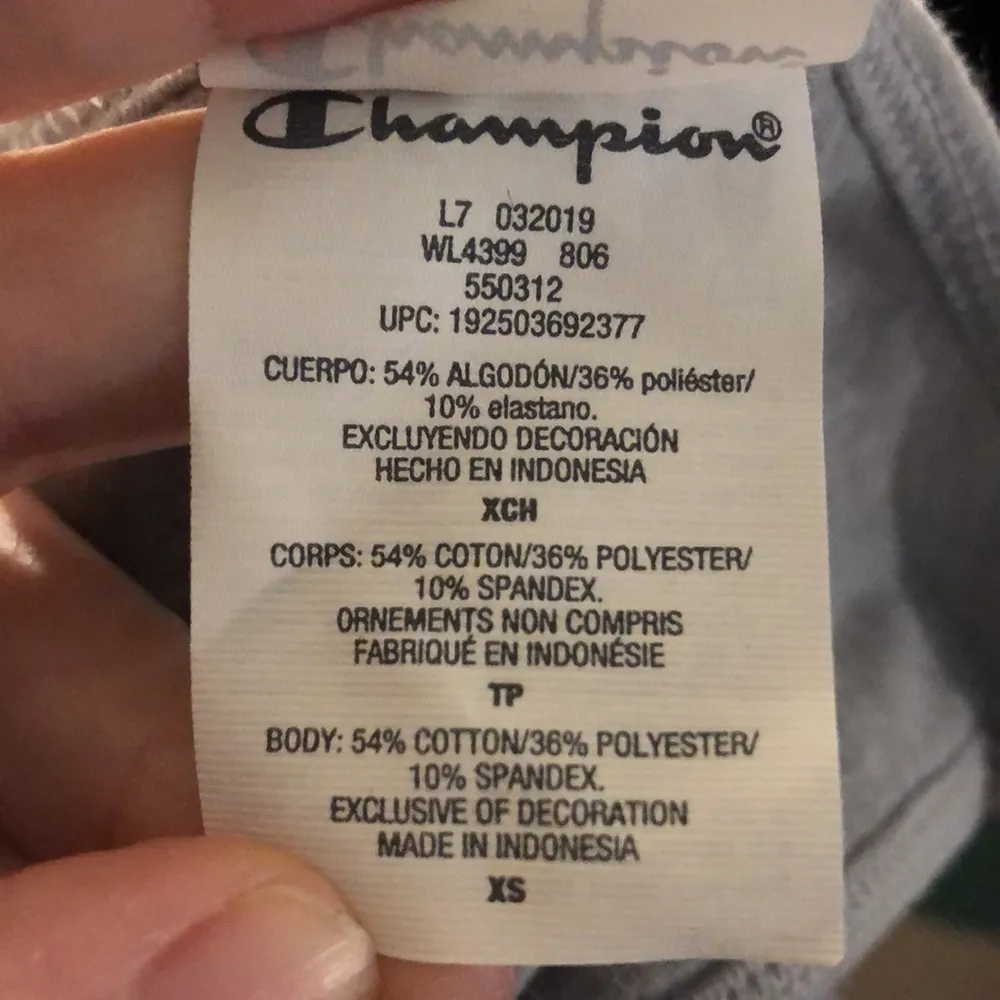 Champion®
L7 032019
WL4399 806
550312
UPC: 192503692377
CUERPO: 54% ALGODÓN/36% poliéster/
10% elastano.
EXCLUYENDO DECORACIÓN
HECHO EN INDONESIA
XCH
CORPS: 54% COTON/36% POLYESTER/
10% SPANDEX.
ORNEMENTS NON COMPRIS
FABRIQUÉ EN INDONÉSIE
TP
BODY: 54% COTTON/36% POLYESTER/
10% SPANDEX.
EXCLUSIVE OF DECORATION
MADE IN INDONESIA
XS